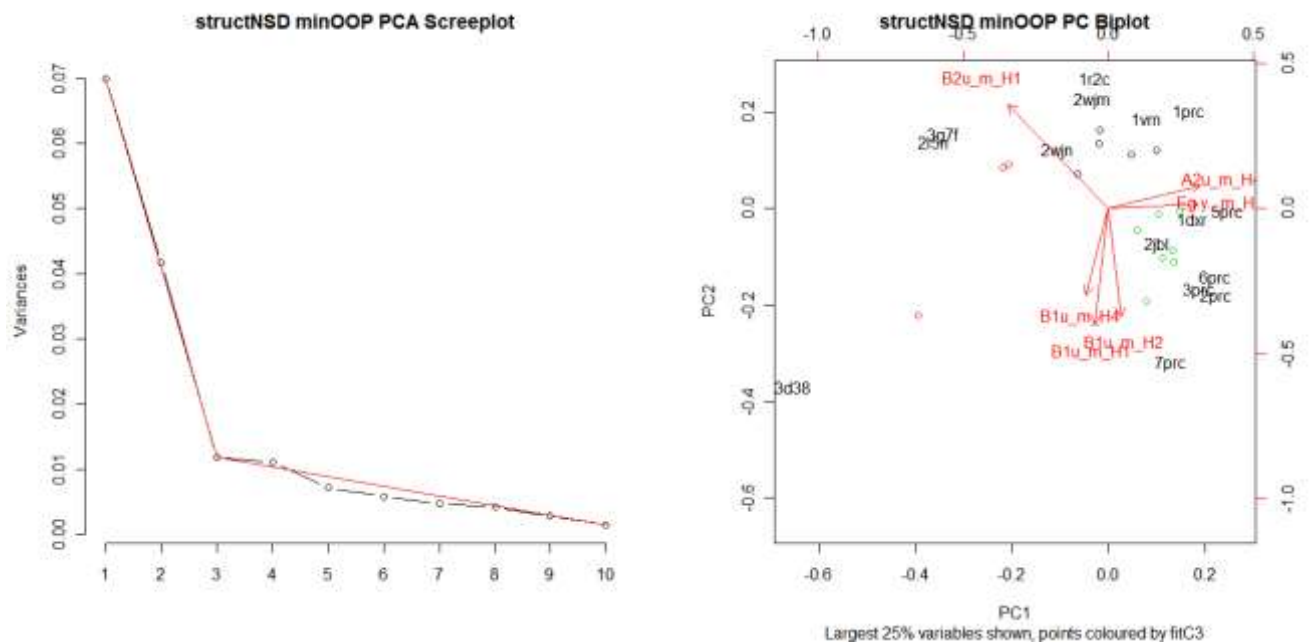 structNSD minOOP PCA Screeplot
Variances
0.07
0.06
0.05
0.04
0.03
0.02
0.01
0.00
1 2 3 4 5 6 7 8 9 10
structNSD minOOP PC Biplot
-1.0 -0.5 0.0 0.5
B2u_m_H1
1r2c
2wjm
1vrn
1prc
3g7f
2wjn
A2u_m_H
5prc
1dxr
2jbl
6prc
3prc
2prc
B1u_m_H4
B1u_m_H2
B1u_m_H1
7prc
3d38
PC2
0.2
0.0
-0.2
-0.4
-0.6
0.5
0.0
-0.5
-1.0
-0.6 -0.4 -0.2 0.0 0.2
PC1
Largest 25% variables shown, points coloured by fitC3